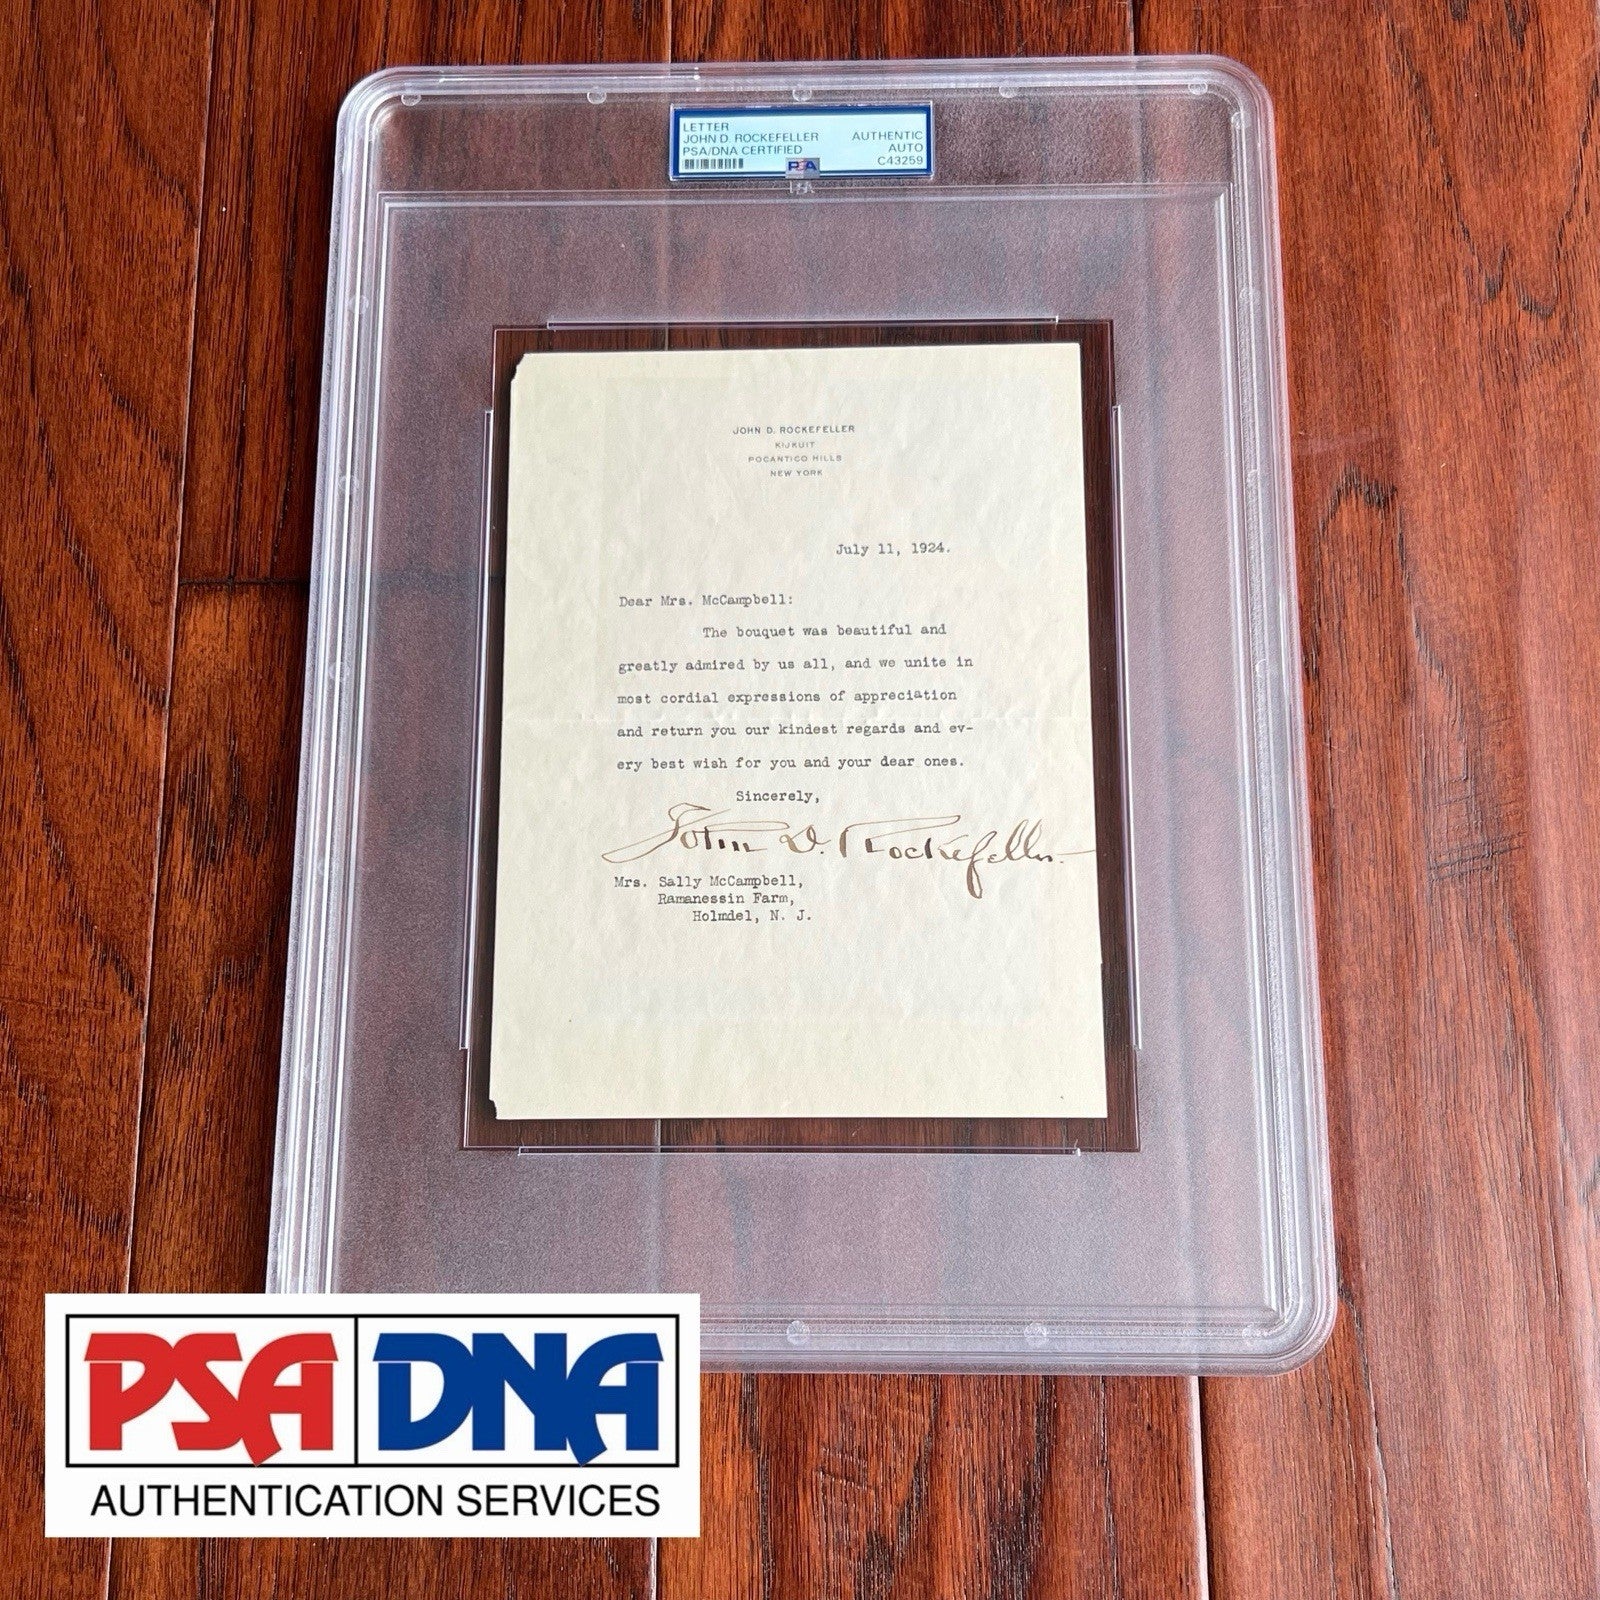 LETTER
JOHN D. ROCKEFELLER AUTHENTIC
PSA/DNA CERTIFIED AUTO
PSA C43259
PSA
JOHN D. ROCKEFELLER
KIJKUIT
POCANTICO HILLS
NEW YORK
July 11, 1924.
Dear Mrs. McCampbell:
The bouquet was beautiful and
greatly admired by us all, and we unite in
most cordial expressions of appreciation
and return you our kindest regards and ev-
ery best wish for you and your dear ones.
Sincerely,
John D. Rockefeller.
Mrs. Sally McCampbell,
Ramanessin Farm,
Holmdel, N. J.
PSA DNA
AUTHENTICATION SERVICES